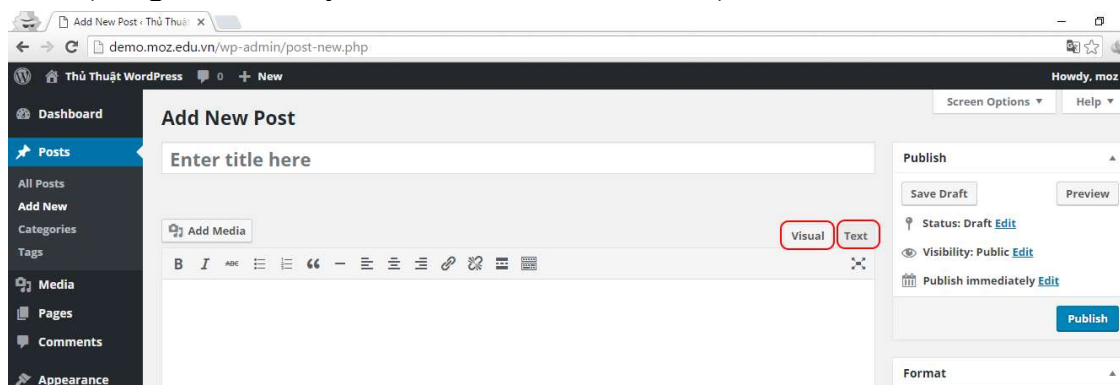 Add New Post ‹ Thủ Thuậ
demo.moz.edu.vn/wp-admin/post-new.php
Thủ Thuật WordPress 0 + New Howdy, moz
Screen Options Help
Dashboard
Add New Post
Posts
Enter title here
Publish
All Posts
Save Draft Preview
Add New
Status: Draft Edit
Categories
Add Media Visual Text
Tags
Visibility: Public Edit
B I ABC
Media
Publish immediately Edit
Pages
Publish
Comments
Appearance
Format